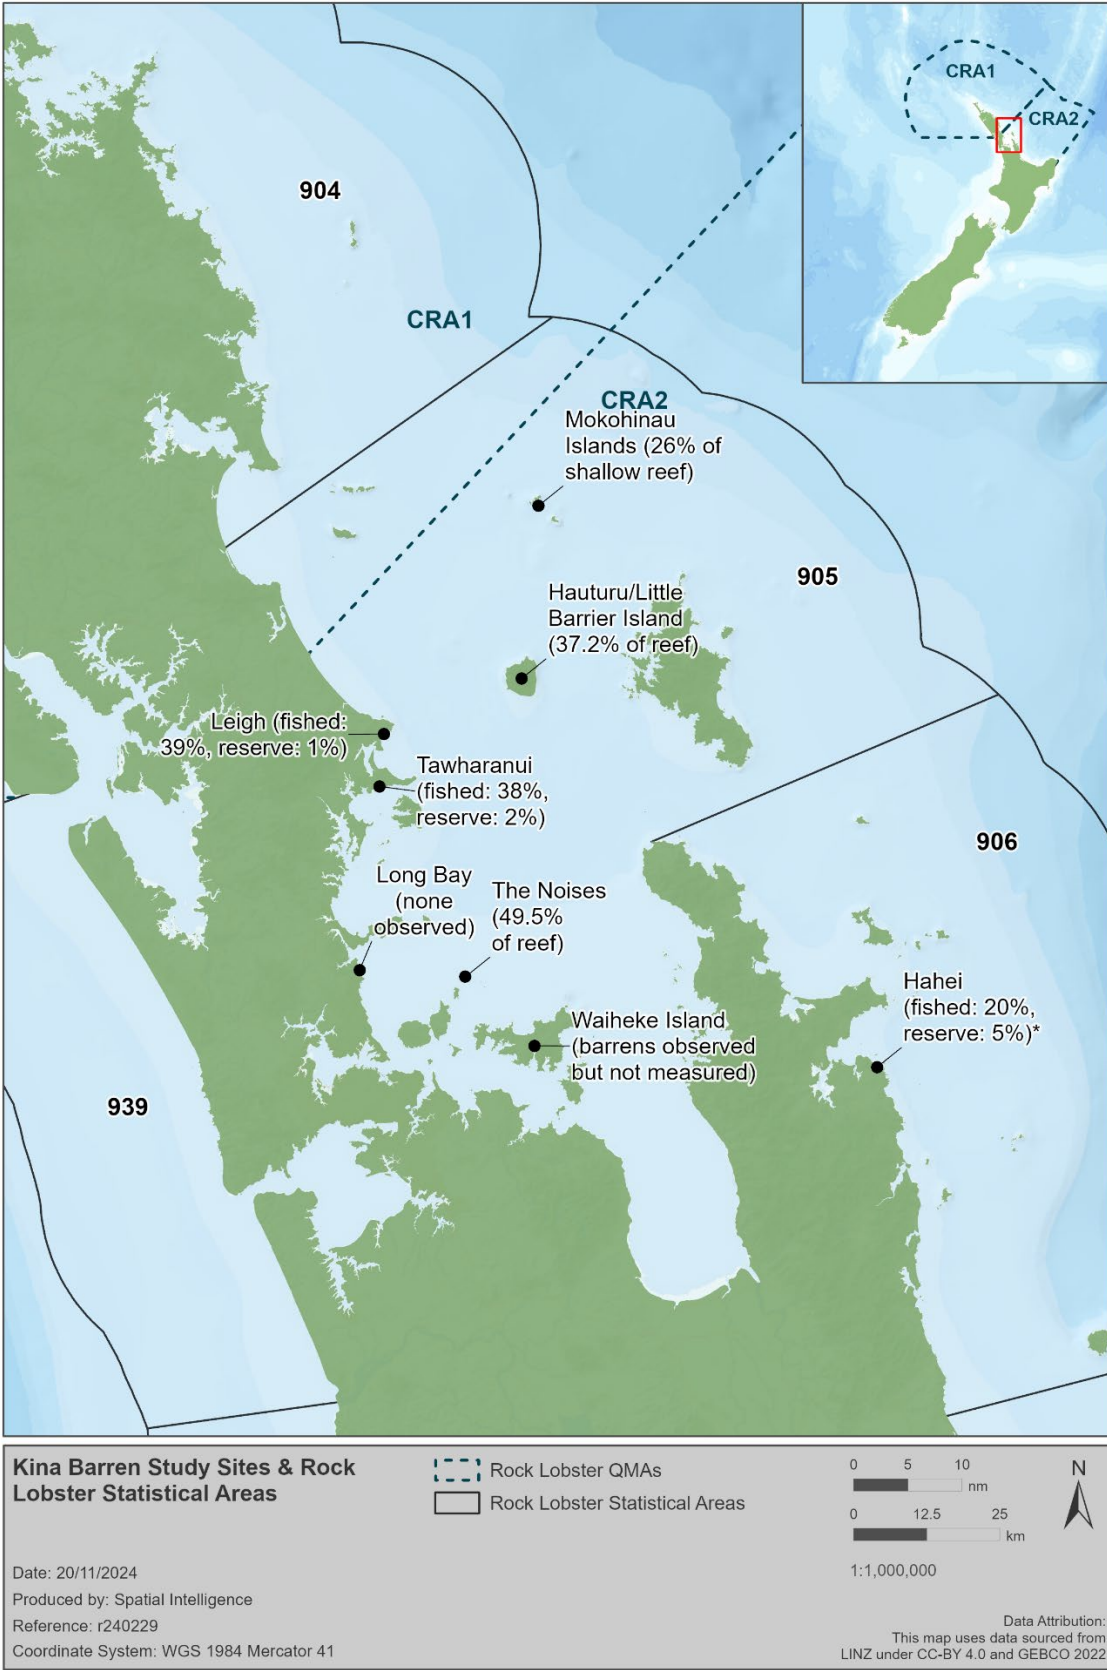 CRA1
CRA2
904
CRA1
CRA2
Mokohinau
Islands (26% of
shallow reef)
905
Hauturu/Little
Barrier Island
(37.2% of reef)
Leigh (fished:
39%, reserve: 1%)
Tawharanui
(fished: 38%,
reserve: 2%)
906
Long Bay
(none
observed)
The Noises
(49.5%
of reef)
Hahei
(fished: 20%,
reserve: 5%)*
Waiheke Island
(barrens observed
but not measured)
939
Kina Barren Study Sites & Rock
Lobster Statistical Areas
Date: 20/11/2024
Produced by: Spatial Intelligence
Reference: r240229
Coordinate System: WGS 1984 Mercator 41
Rock Lobster QMAs
Rock Lobster Statistical Areas
0 5 10
nm
0 12.5 25
km
1:1,000,000
N
Data Attribution:
This map uses data sourced from
LINZ under CC-BY 4.0 and GEBCO 2022